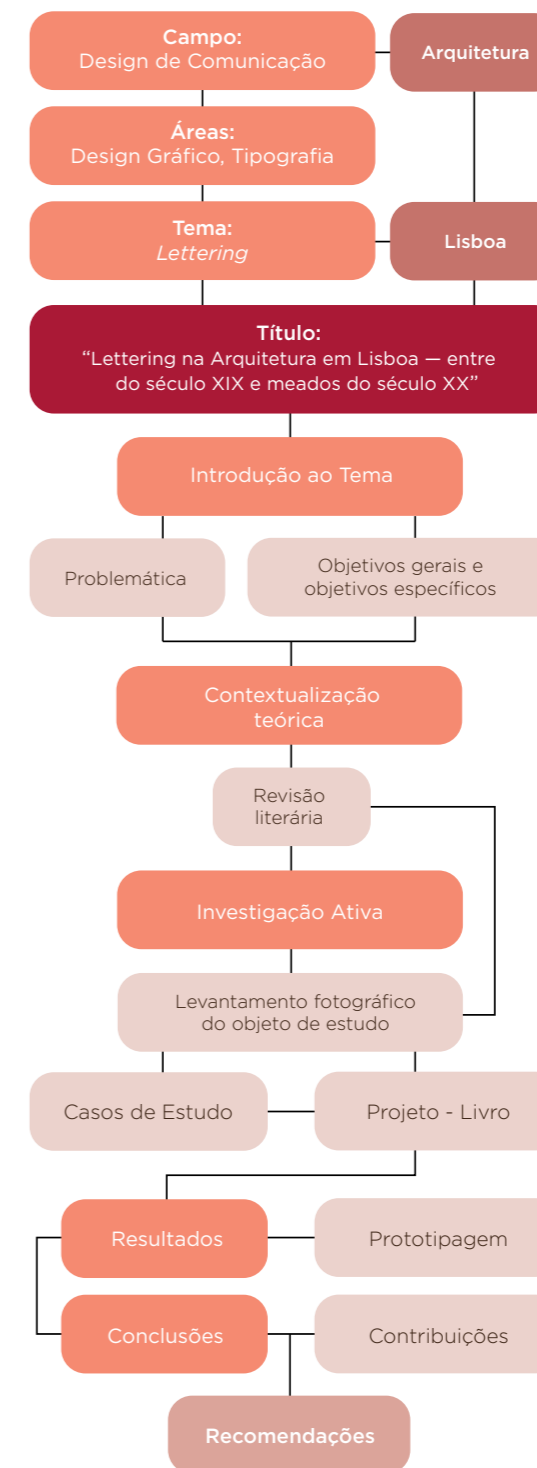 Campo:
Design de Comunicação
Arquitetura
Áreas:
Design Gráfico, Tipografia
Tema:
Lettering
Lisboa
Título:
“Lettering na Arquitetura em Lisboa — entre
do século XIX e meados do século XX”
Introdução ao Tema
Problemática
Objetivos gerais e
objetivos específicos
Contextualização
teórica
Revisão
literária
Investigação Ativa
Levantamento fotográfico
do objeto de estudo
Casos de Estudo
Projeto - Livro
Resultados
Prototipagem
Conclusões
Contribuições
Recomendações